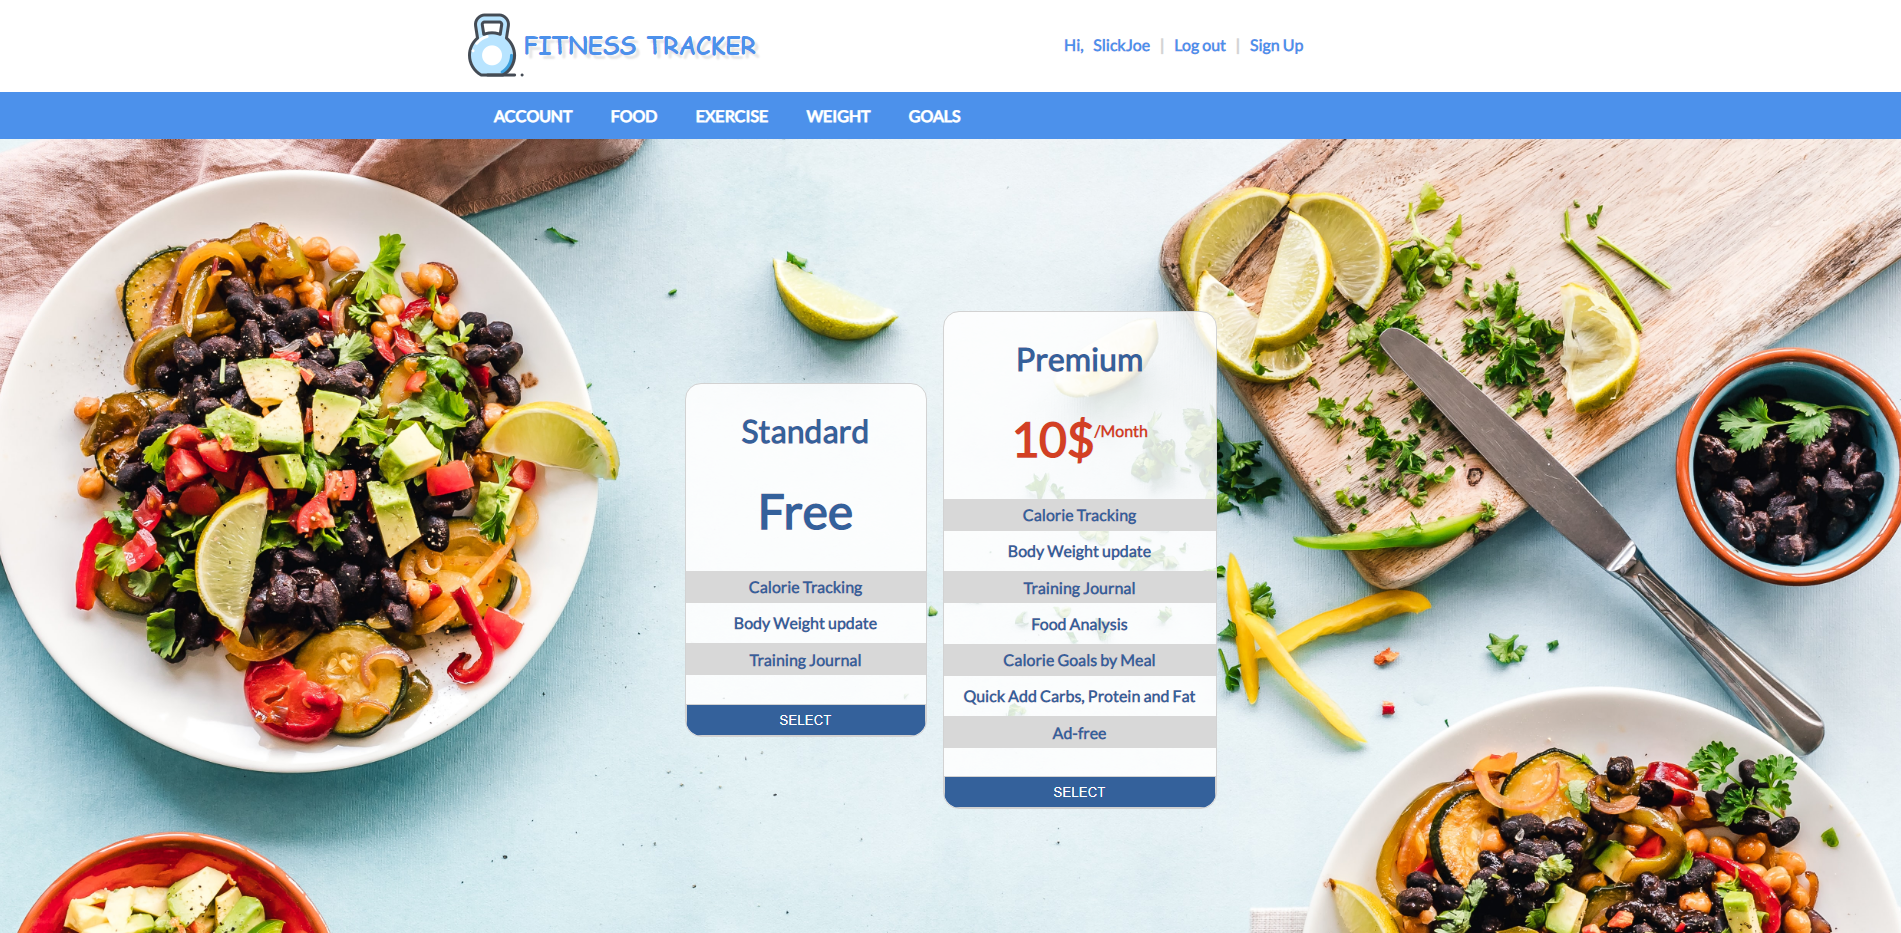 FITNESS TRACKER
Hi, SlickJoe | Log out | Sign Up
ACCOUNT FOOD EXERCISE WEIGHT GOALS
Standard
Free
Calorie Tracking
Body Weight update
Training Journal
SELECT
Premium
10$/Month
Calorie Tracking
Body Weight update
Training Journal
Food Analysis
Calorie Goals by Meal
Quick Add Carbs, Protein and Fat
Ad-free
SELECT